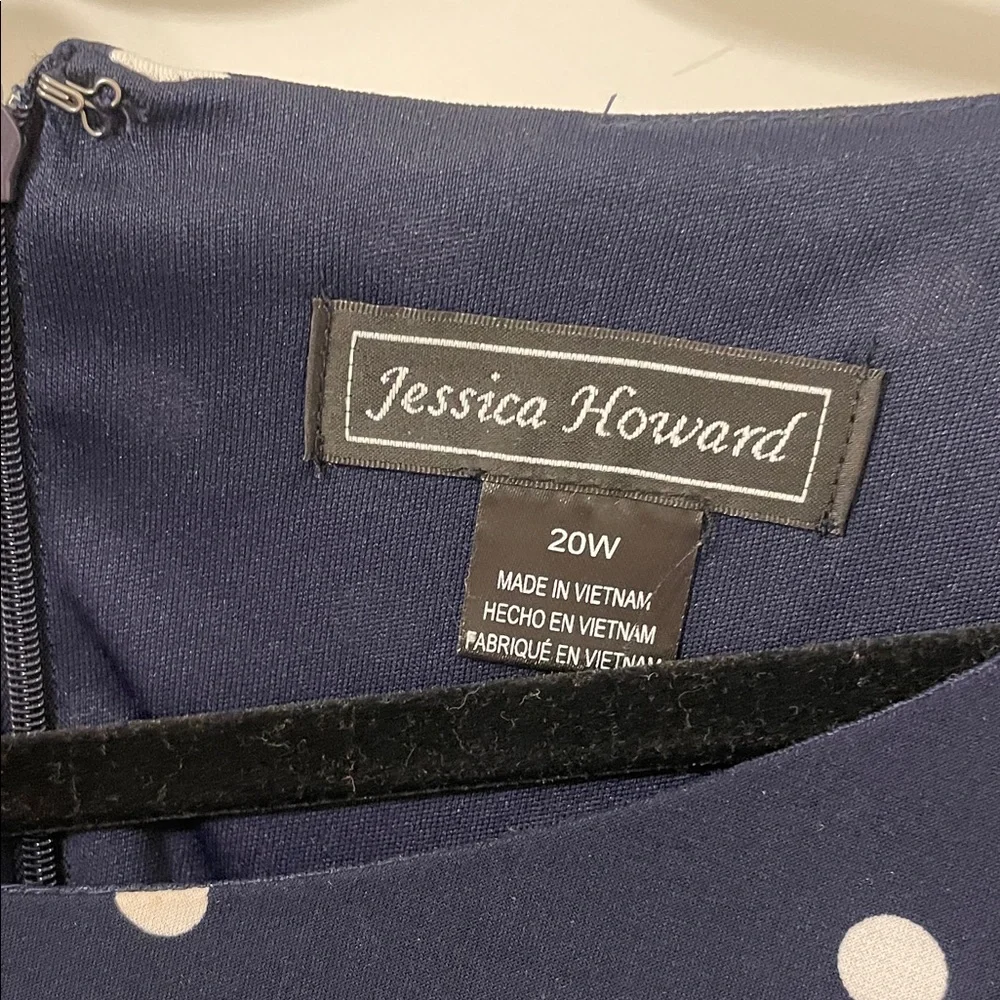 Jessica Howard
20W
MADE IN VIETNAM
HECHO EN VIETNAM
FABRIQUÉ EN VIETNAM